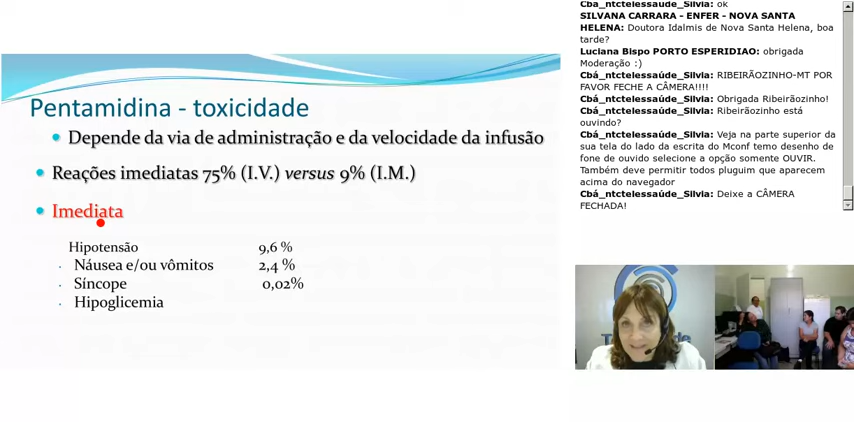 Pentamidina - toxicidade
Depende da via de administração e da velocidade da infusão
Reações imediatas 75% (I.V.) versus 9% (I.M.)
Imediata
Hipotensão 9,6 %
Náusea e/ou vômitos 2,4 %
Síncope 0,02%
Hipoglicemia
Cbá_ntctelessaúde_Silvia: ok
SILVANA CARRARA - ENFER - NOVA SANTA
HELENA: Doutora Idalmis de Nova Santa Helena, boa
tarde?
Luciana Bispo PORTO ESPERIDIAO: obrigada
Moderação :)
Cbá_ntctelessaúde_Silvia: RIBEIRÃOZINHO-MT POR
FAVOR FECHE A CÂMERA!!!!
Cbá_ntctelessaúde_Silvia: Obrigada Ribeirãozinho!
Cbá_ntctelessaúde_Silvia: Ribeirãozinho está
ouvindo?
Cbá_ntctelessaúde_Silvia: Veja na parte superior da
sua tela do lado da escrita do Mconf temo desenho de
fone de ouvido selecione a opção somente OUVIR.
Também deve permitir todos pluguim que aparecem
acima do navegador
Cbá_ntctelessaúde_Silvia: Deixe a CÂMERA
FECHADA!